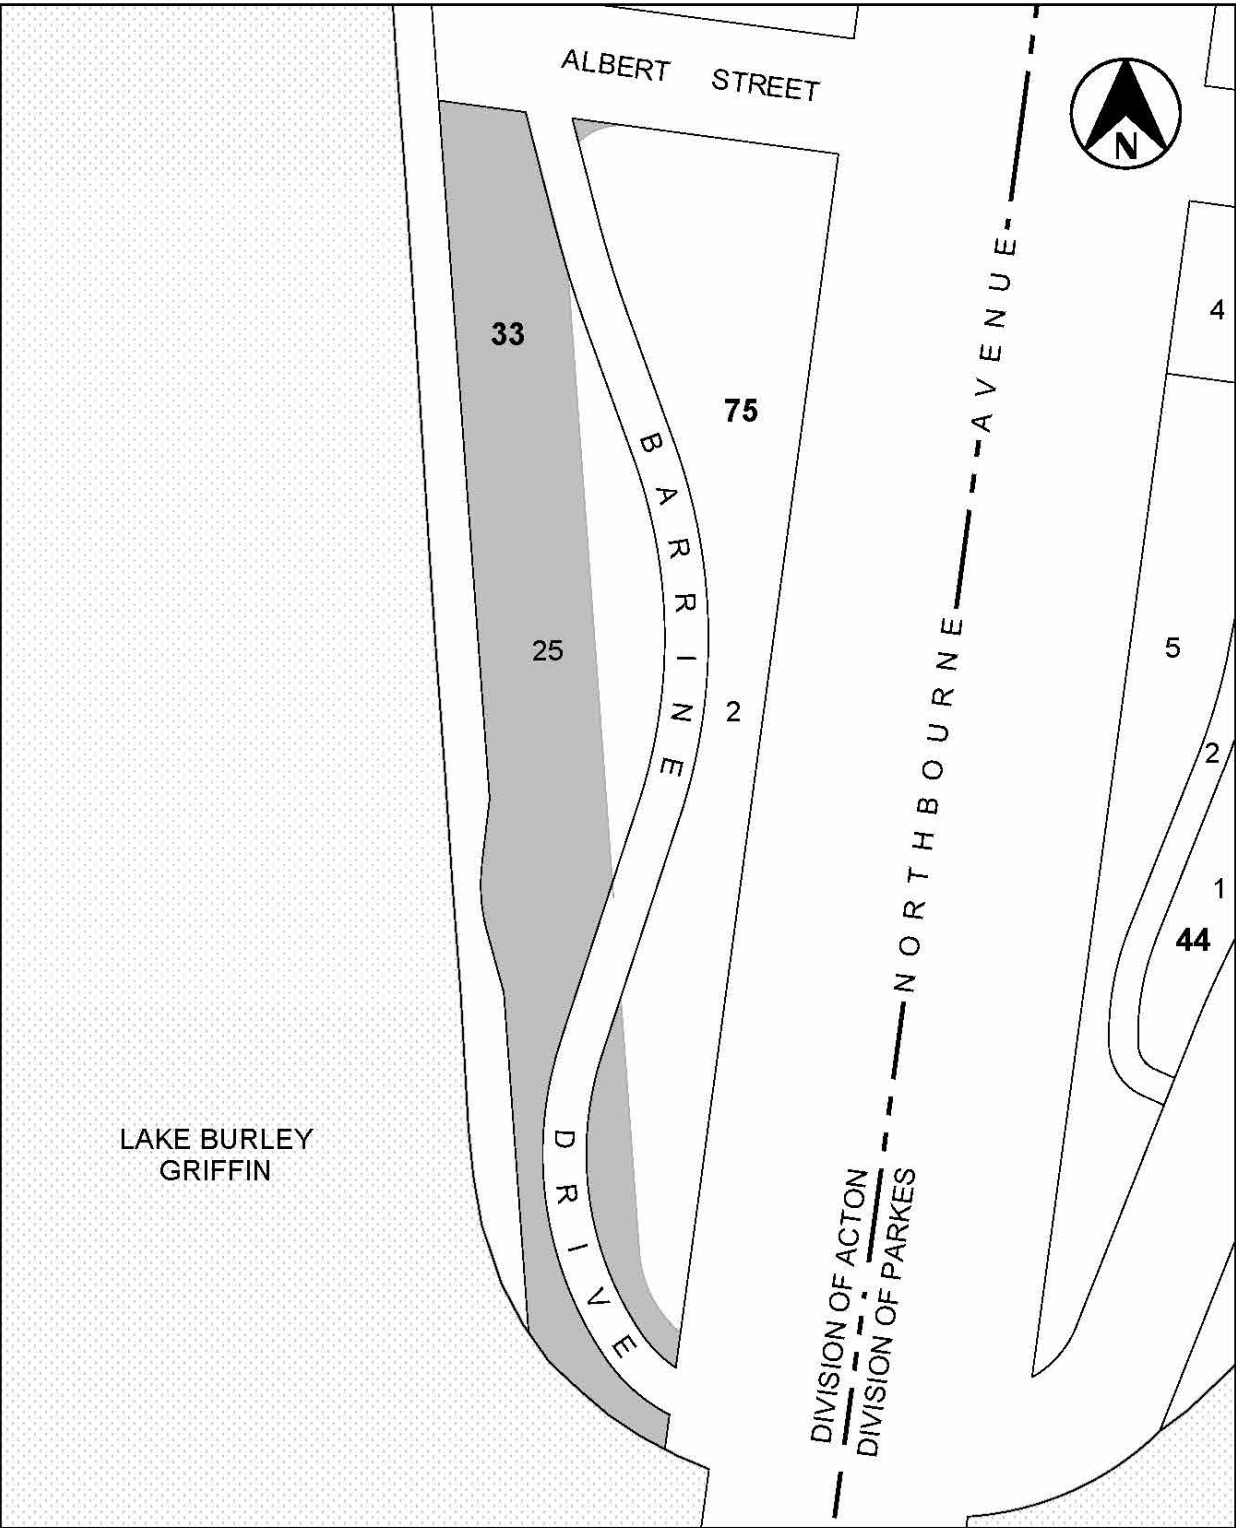 ALBERT STREET
N
33
4
75
BARRINE
25
2
NORTHBOURNE AVENUE
5
2
1
44
LAKE BURLEY
GRIFFIN
DRIVE
DIVISION OF ACTON
DIVISION OF PARKES